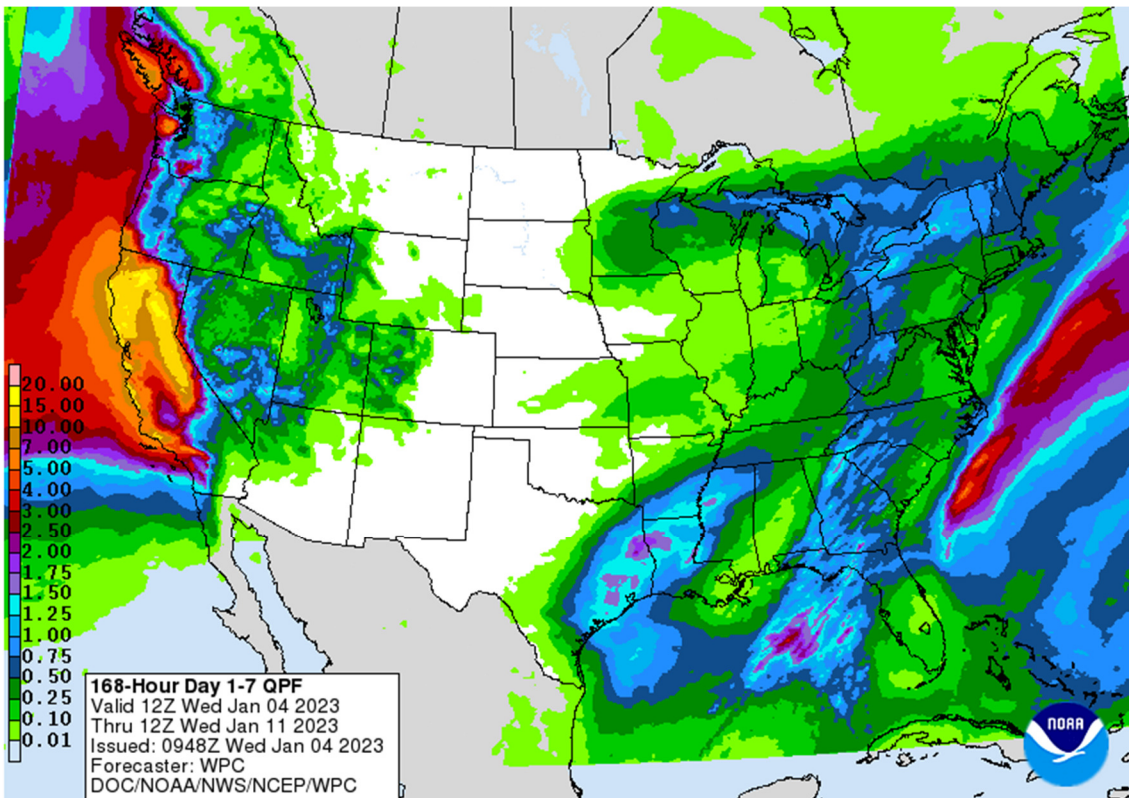 20.00
15.00
10.00
7.00
5.00
4.00
3.00
2.50
2.00
1.75
1.50
1.25
1.00
0.75
0.50
0.25
0.10
0.01
168-Hour Day 1-7 QPF
Valid 12Z Wed Jan 04 2023
Thru 12Z Wed Jan 11 2023
Issued: 0948Z Wed Jan 04 2023
Forecaster: WPC
DOC/NOAA/NWS/NCEP/WPC
NOAA